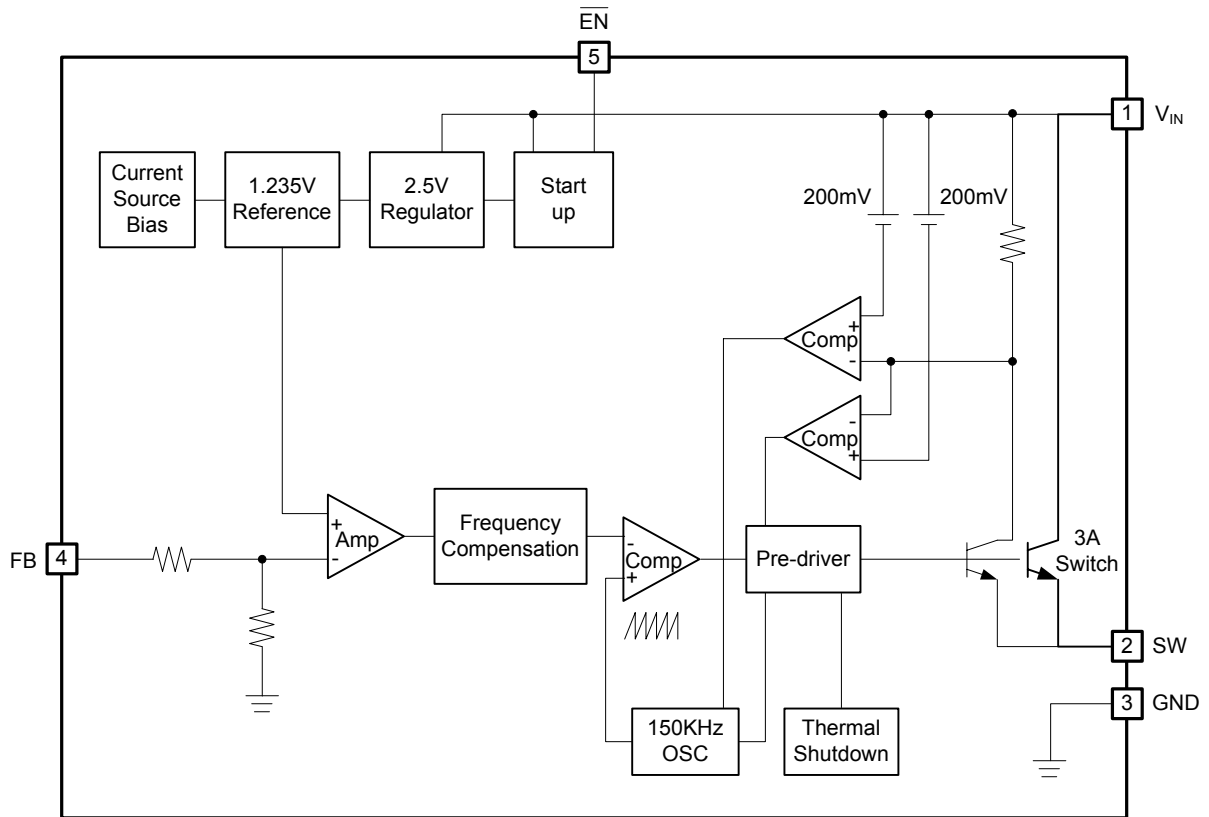 EN
5
1
V_IN
Current
Source
Bias
1.235V
Reference
2.5V
Regulator
Start
up
200mV
200mV
+
Comp
-
-
Comp
+
+
Amp
-
Frequency
Compensation
-
Comp
+
Pre-driver
3A
Switch
FB
4
2
SW
3
GND
150KHz
OSC
Thermal
Shutdown